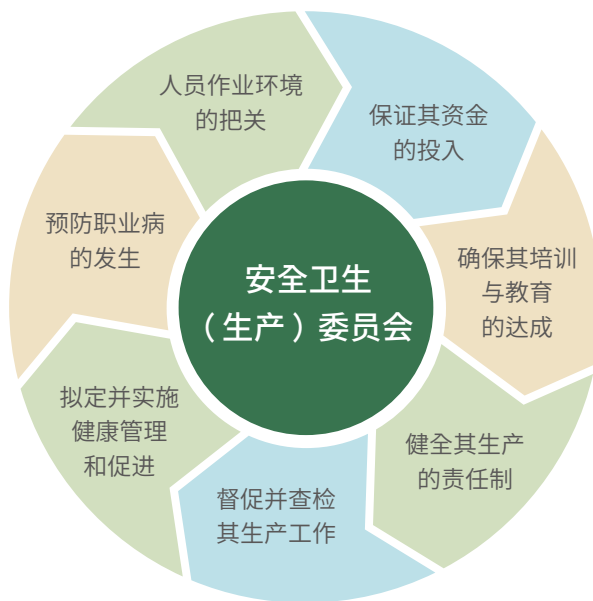 人员作业环境
的把关
保证其资金
的投入
确保其培训
与教育
的达成
健全其生产
的责任制
督促并查检
其生产工作
拟定并实施
健康管理
和促进
预防职业病
的发生
安全卫生
（生产）委员会